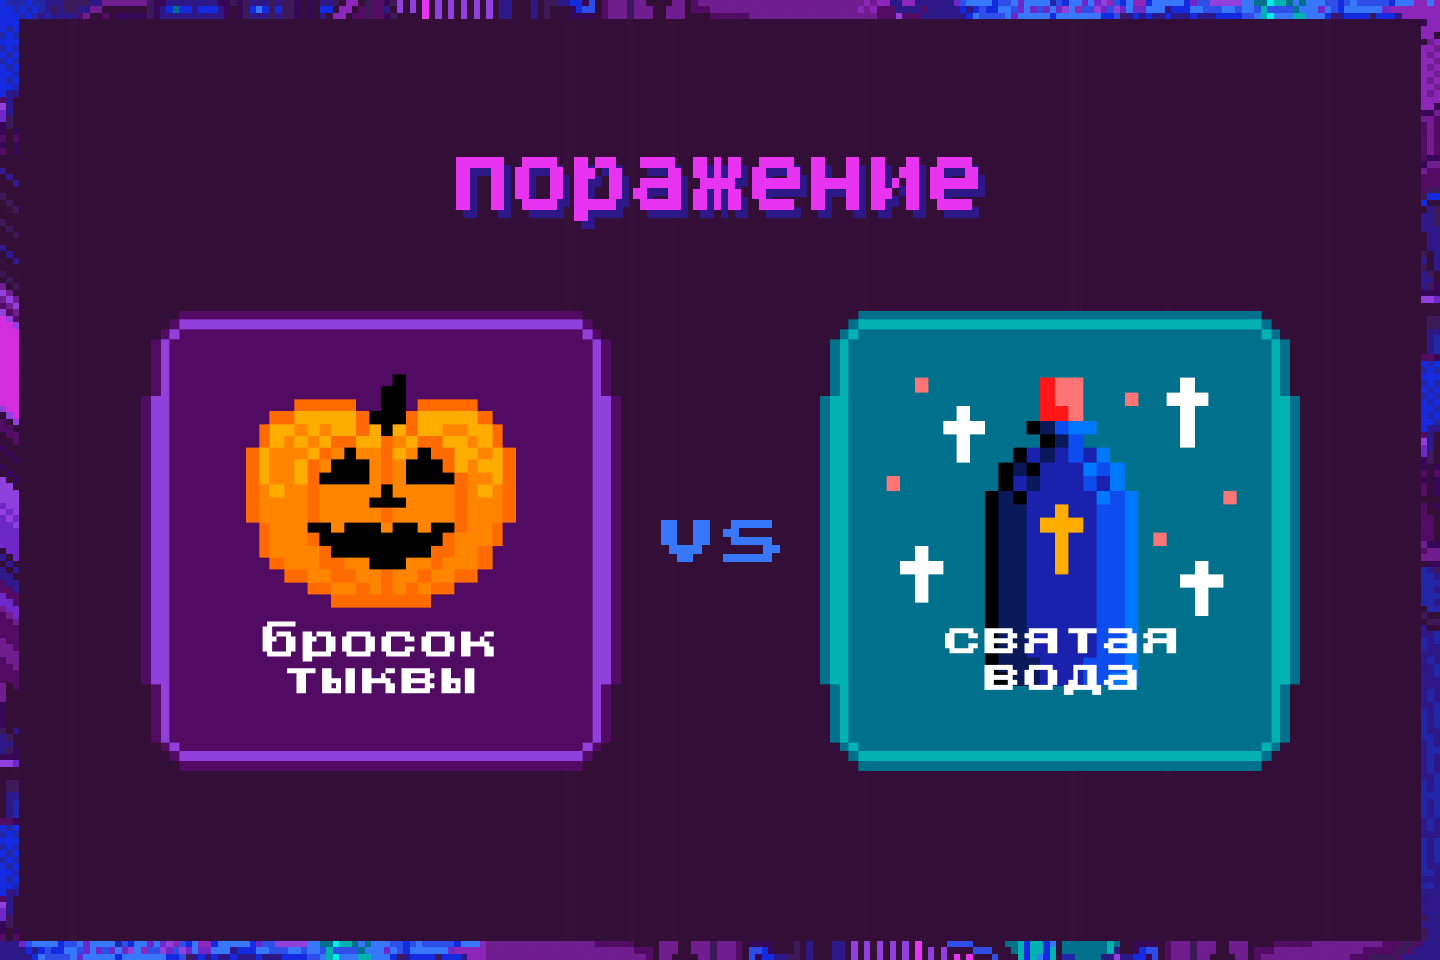 поражение
бросок
тыквы
vs
святая
вода